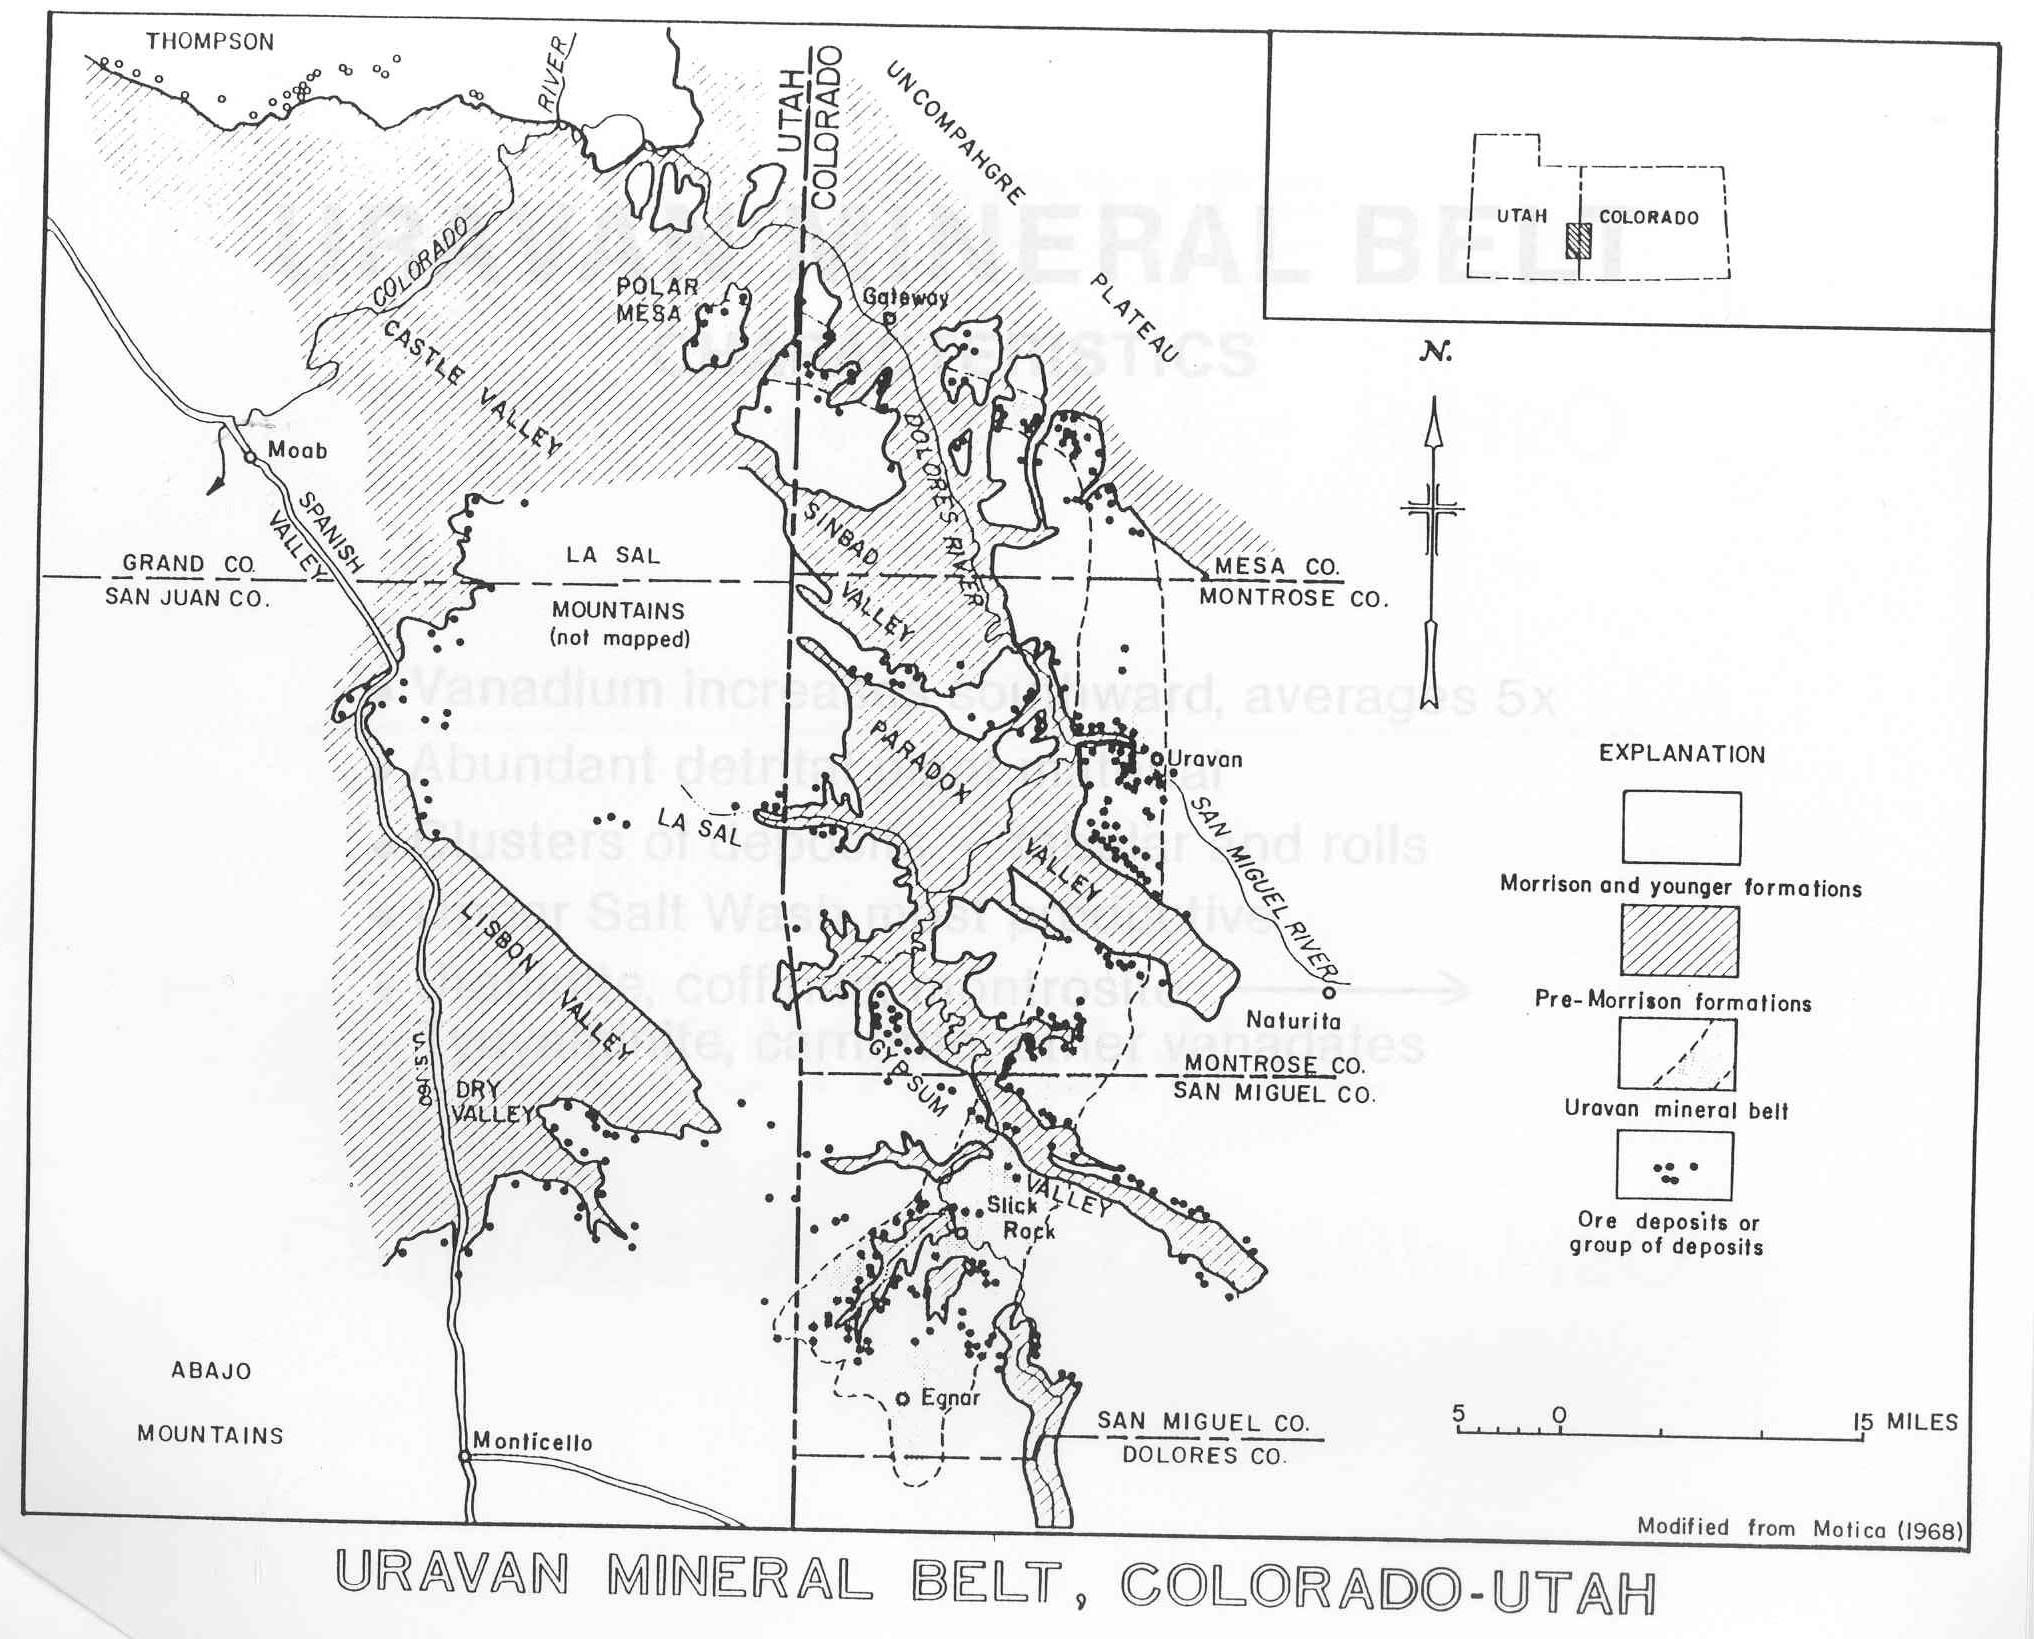 THOMPSON
RIVER
UTAH
COLORADO
UNCOMPAHGRE
PLATEAU
UTAH
COLORADO
COLORADO
POLAR
MESA
Gateway
CASTLE VALLEY
N.
Moab
SPANISH
VALLEY
DOLORES RIVER
SINBAD
VALLEY
GRAND CO.
SAN JUAN CO.
LA SAL
MOUNTAINS
(not mapped)
MESA CO.
MONTROSE CO.
PARADOX
VALLEY
Uravan
SAN MIGUEL RIVER
LA SAL
EXPLANATION
Morrison and younger formations
Pre-Morrison formations
Uravan mineral belt
Ore deposits or
group of deposits
LISBON
VALLEY
Naturita
U.S. 160
DRY
VALLEY
GYPSUM
VALLEY
MONTROSE CO.
SAN MIGUEL CO.
Slick
Rock
ABAJO
MOUNTAINS
Egnar
Monticello
SAN MIGUEL CO.
DOLORES CO.
5 0 15 MILES
Modified from Motica (1968)
URAVAN MINERAL BELT, COLORADO-UTAH